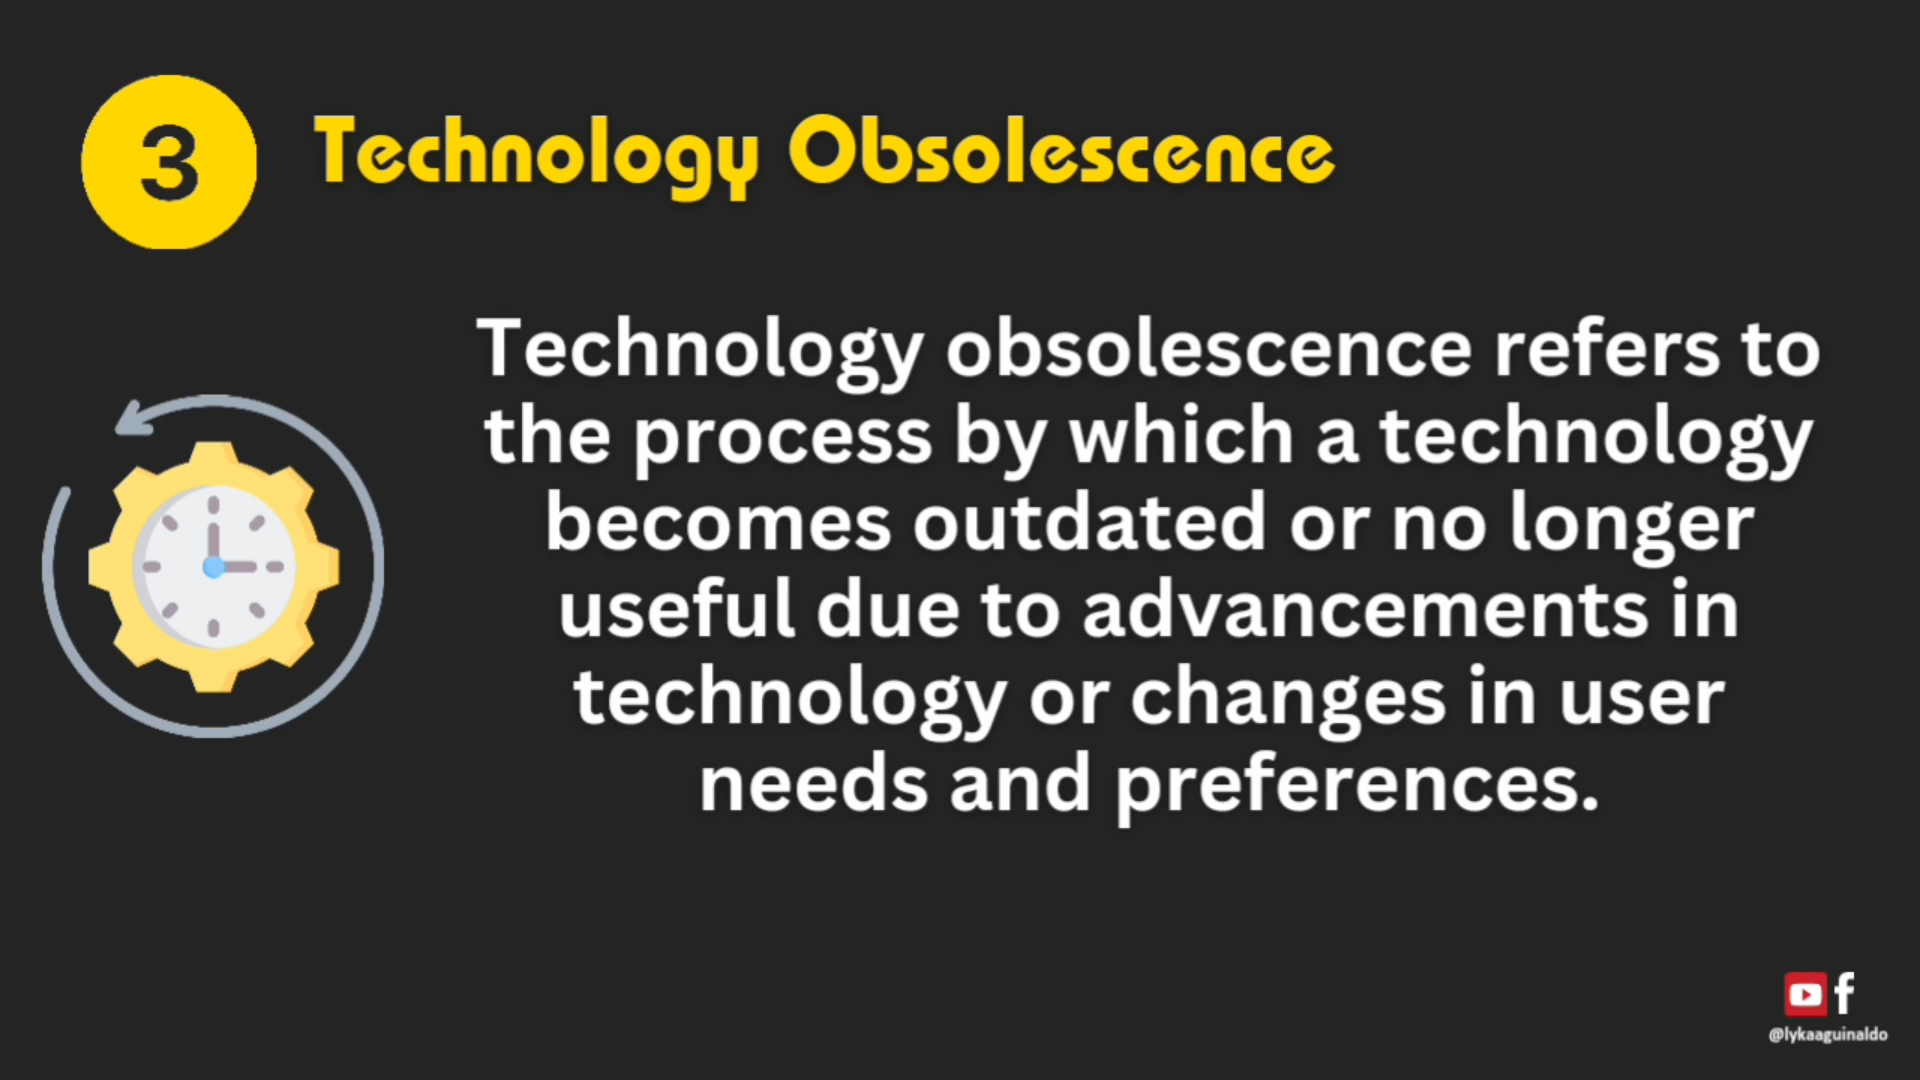 3
Technology Obsolescence
Technology obsolescence refers to
the process by which a technology
becomes outdated or no longer
useful due to advancements in
technology or changes in user
needs and preferences.
f
@lykaaguinaldo